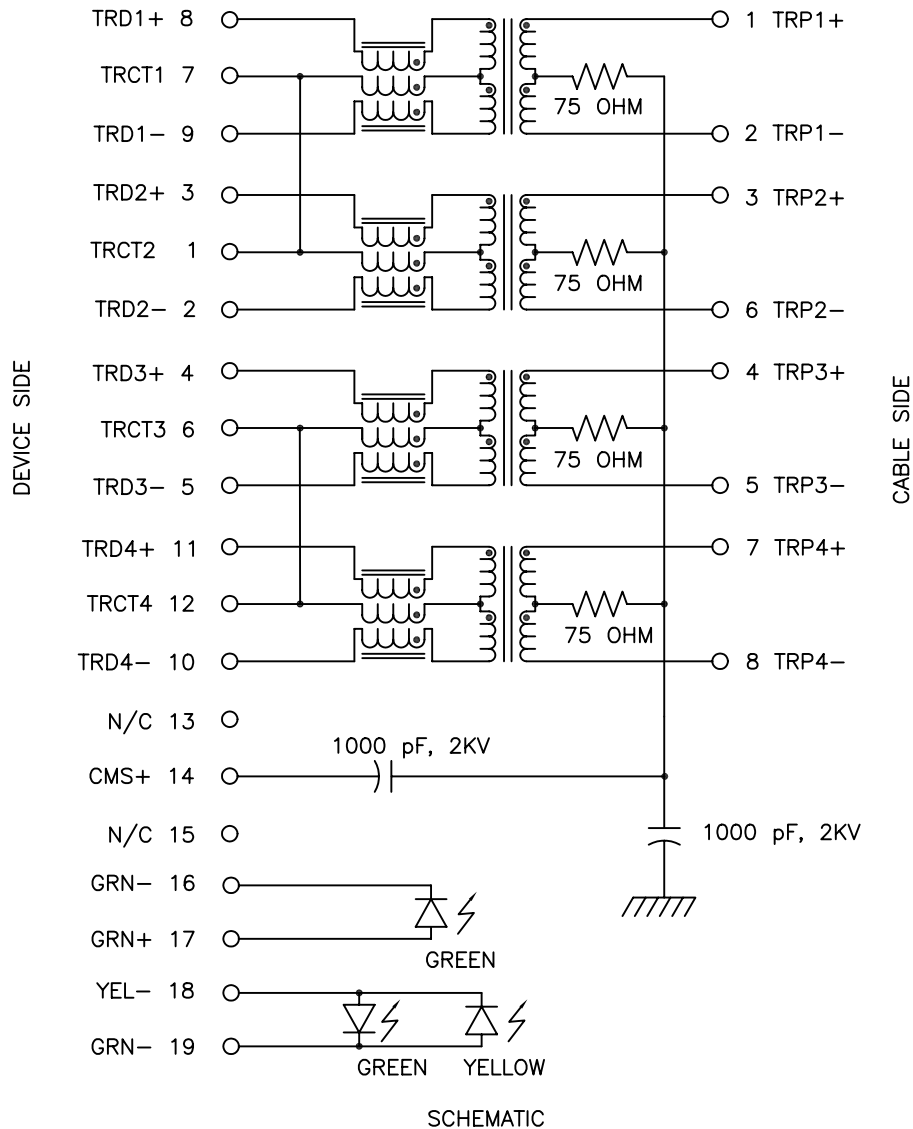 TRD1+ 8
1 TRP1+
TRCT1 7
75 OHM
TRD1- 9
2 TRP1-
TRD2+ 3
3 TRP2+
TRCT2 1
75 OHM
TRD2- 2
6 TRP2-
DEVICE SIDE
CABLE SIDE
TRD3+ 4
4 TRP3+
TRCT3 6
75 OHM
TRD3- 5
5 TRP3-
TRD4+ 11
7 TRP4+
TRCT4 12
75 OHM
TRD4- 10
8 TRP4-
N/C 13
1000 pF, 2KV
CMS+ 14
N/C 15
1000 pF, 2KV
GRN- 16
GRN+ 17
GREEN
YEL- 18
GRN- 19
GREEN YELLOW
SCHEMATIC